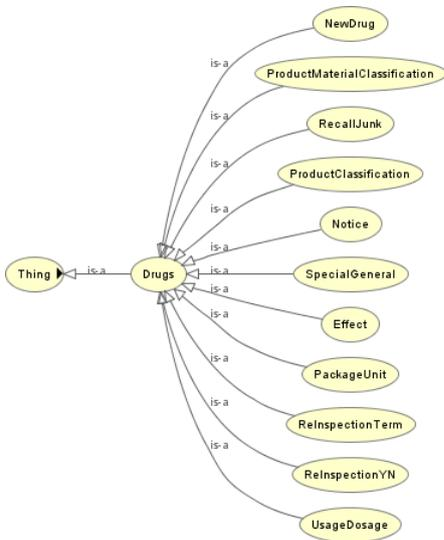 NewDrug
is-a
ProductMaterialClassification
is-a
RecallJunk
is-a
ProductClassification
is-a
Notice
is-a
Thing
is-a
Drugs
is-a
SpecialGeneral
is-a
Effect
is-a
PackageUnit
is-a
ReInspectionTerm
is-a
ReInspectionYN
is-a
UsageDosage